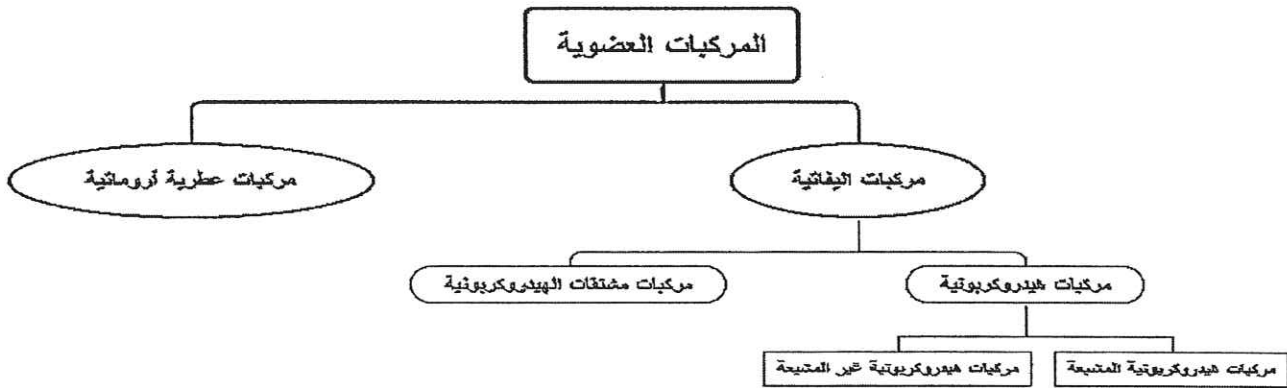 المركبات العضوية
مركبات اليفاتية
مركبات عطرية أروماتية
مركبات هيدروكربونية
مركبات مشتقات الهيدروكربونية
مركبات هيدروكربونية المشبعة
مركبات هيدروكربونية غير المشبعة